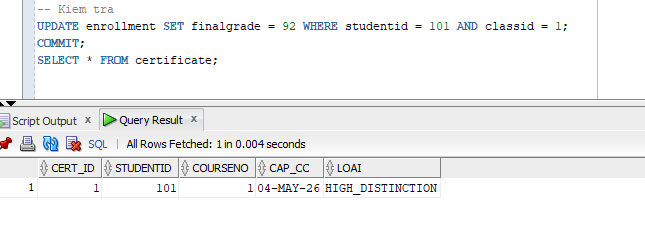 -- Kiem tra
UPDATE enrollment SET finalgrade = 92 WHERE studentid = 101 AND classid = 1;
COMMIT;
SELECT * FROM certificate;
Script Output x Query Result x
SQL | All Rows Fetched: 1 in 0.004 seconds
CERT_ID STUDENTID COURSENO CAP_CC LOAI
1 1 101 1 04-MAY-26 HIGH_DISTINCTION